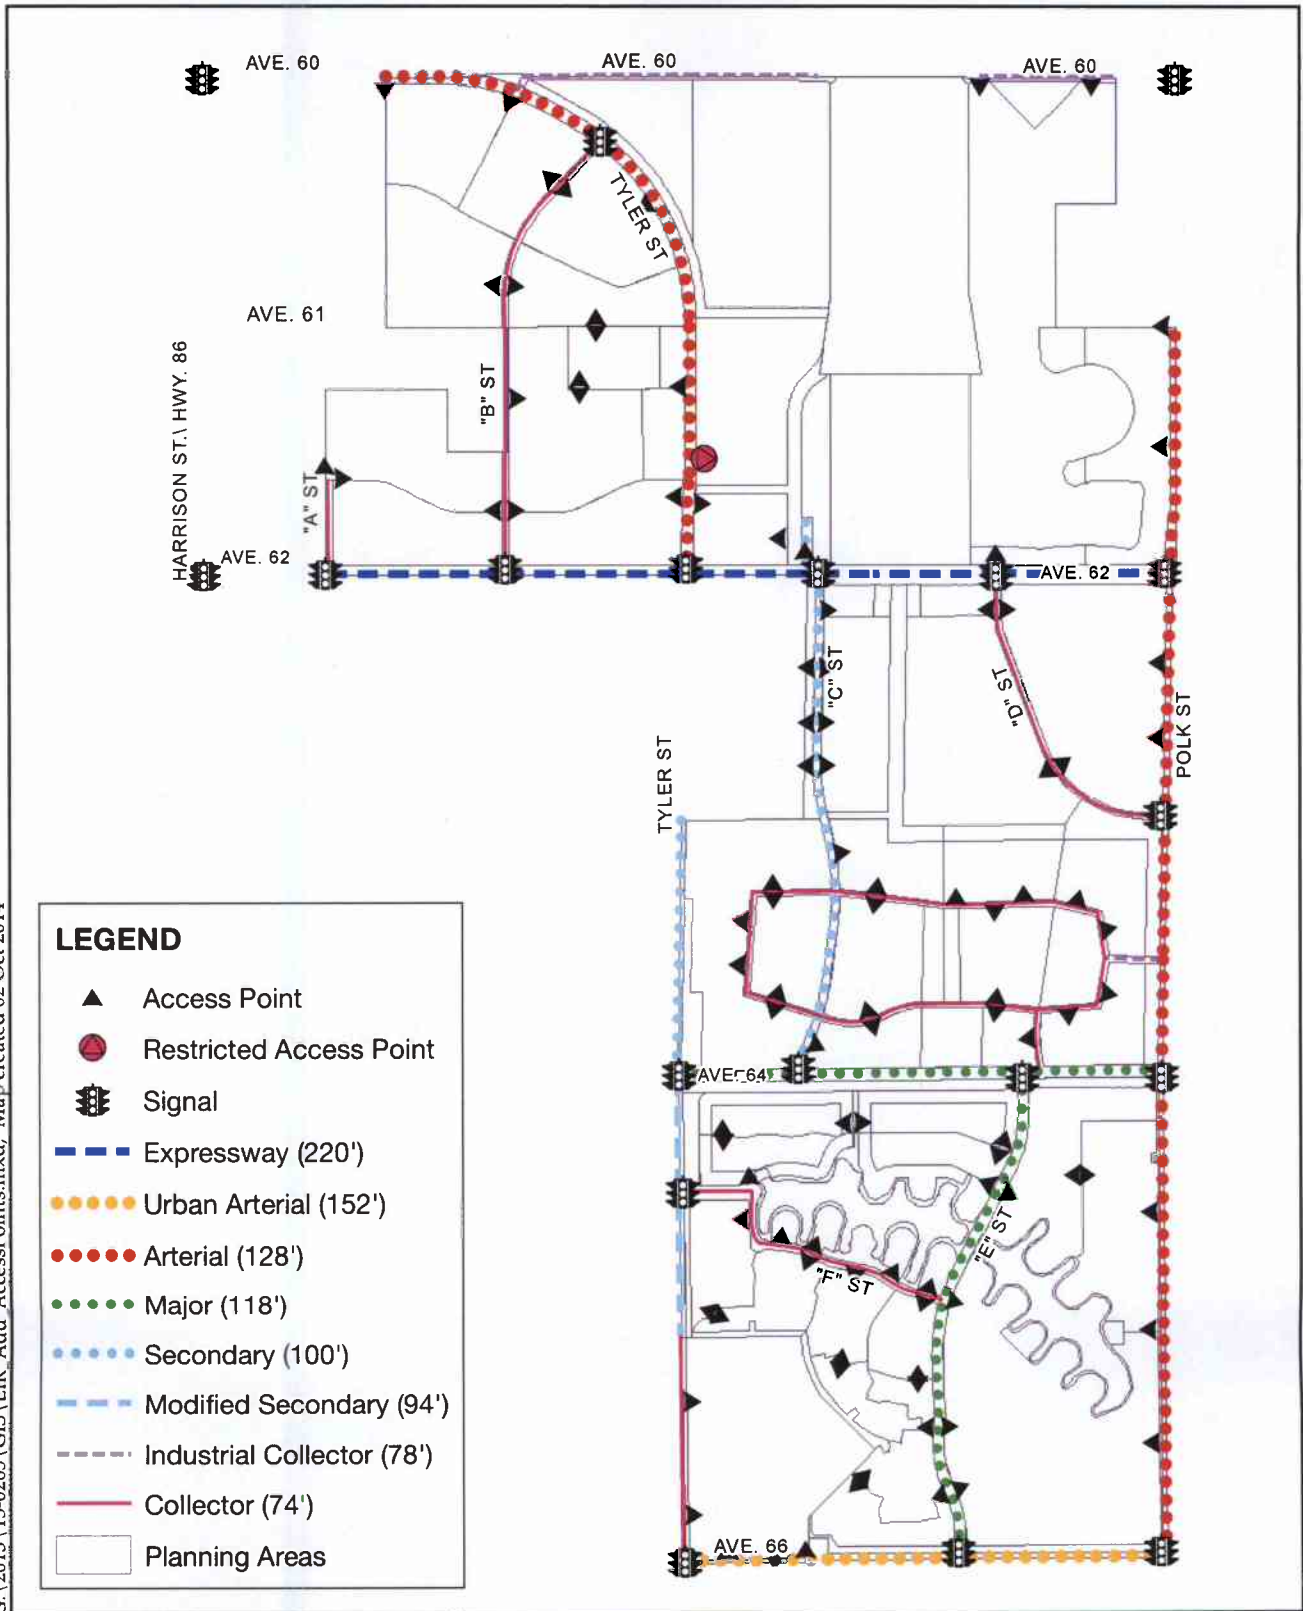 AVE. 60
AVE. 60
AVE. 60
TYLER ST
AVE. 61
HARRISON ST.\ HWY. 86
"B" ST
"A" ST
AVE. 62
AVE. 62
"C" ST
"D" ST
POLK ST
TYLER ST
AVE. 64
"E" ST
"F" ST
AVE. 66
LEGEND
Access Point
Restricted Access Point
Signal
Expressway (220')
Urban Arterial (152')
Arterial (128')
Major (118')
Secondary (100')
Modified Secondary (94')
Industrial Collector (78')
Collector (74')
Planning Areas